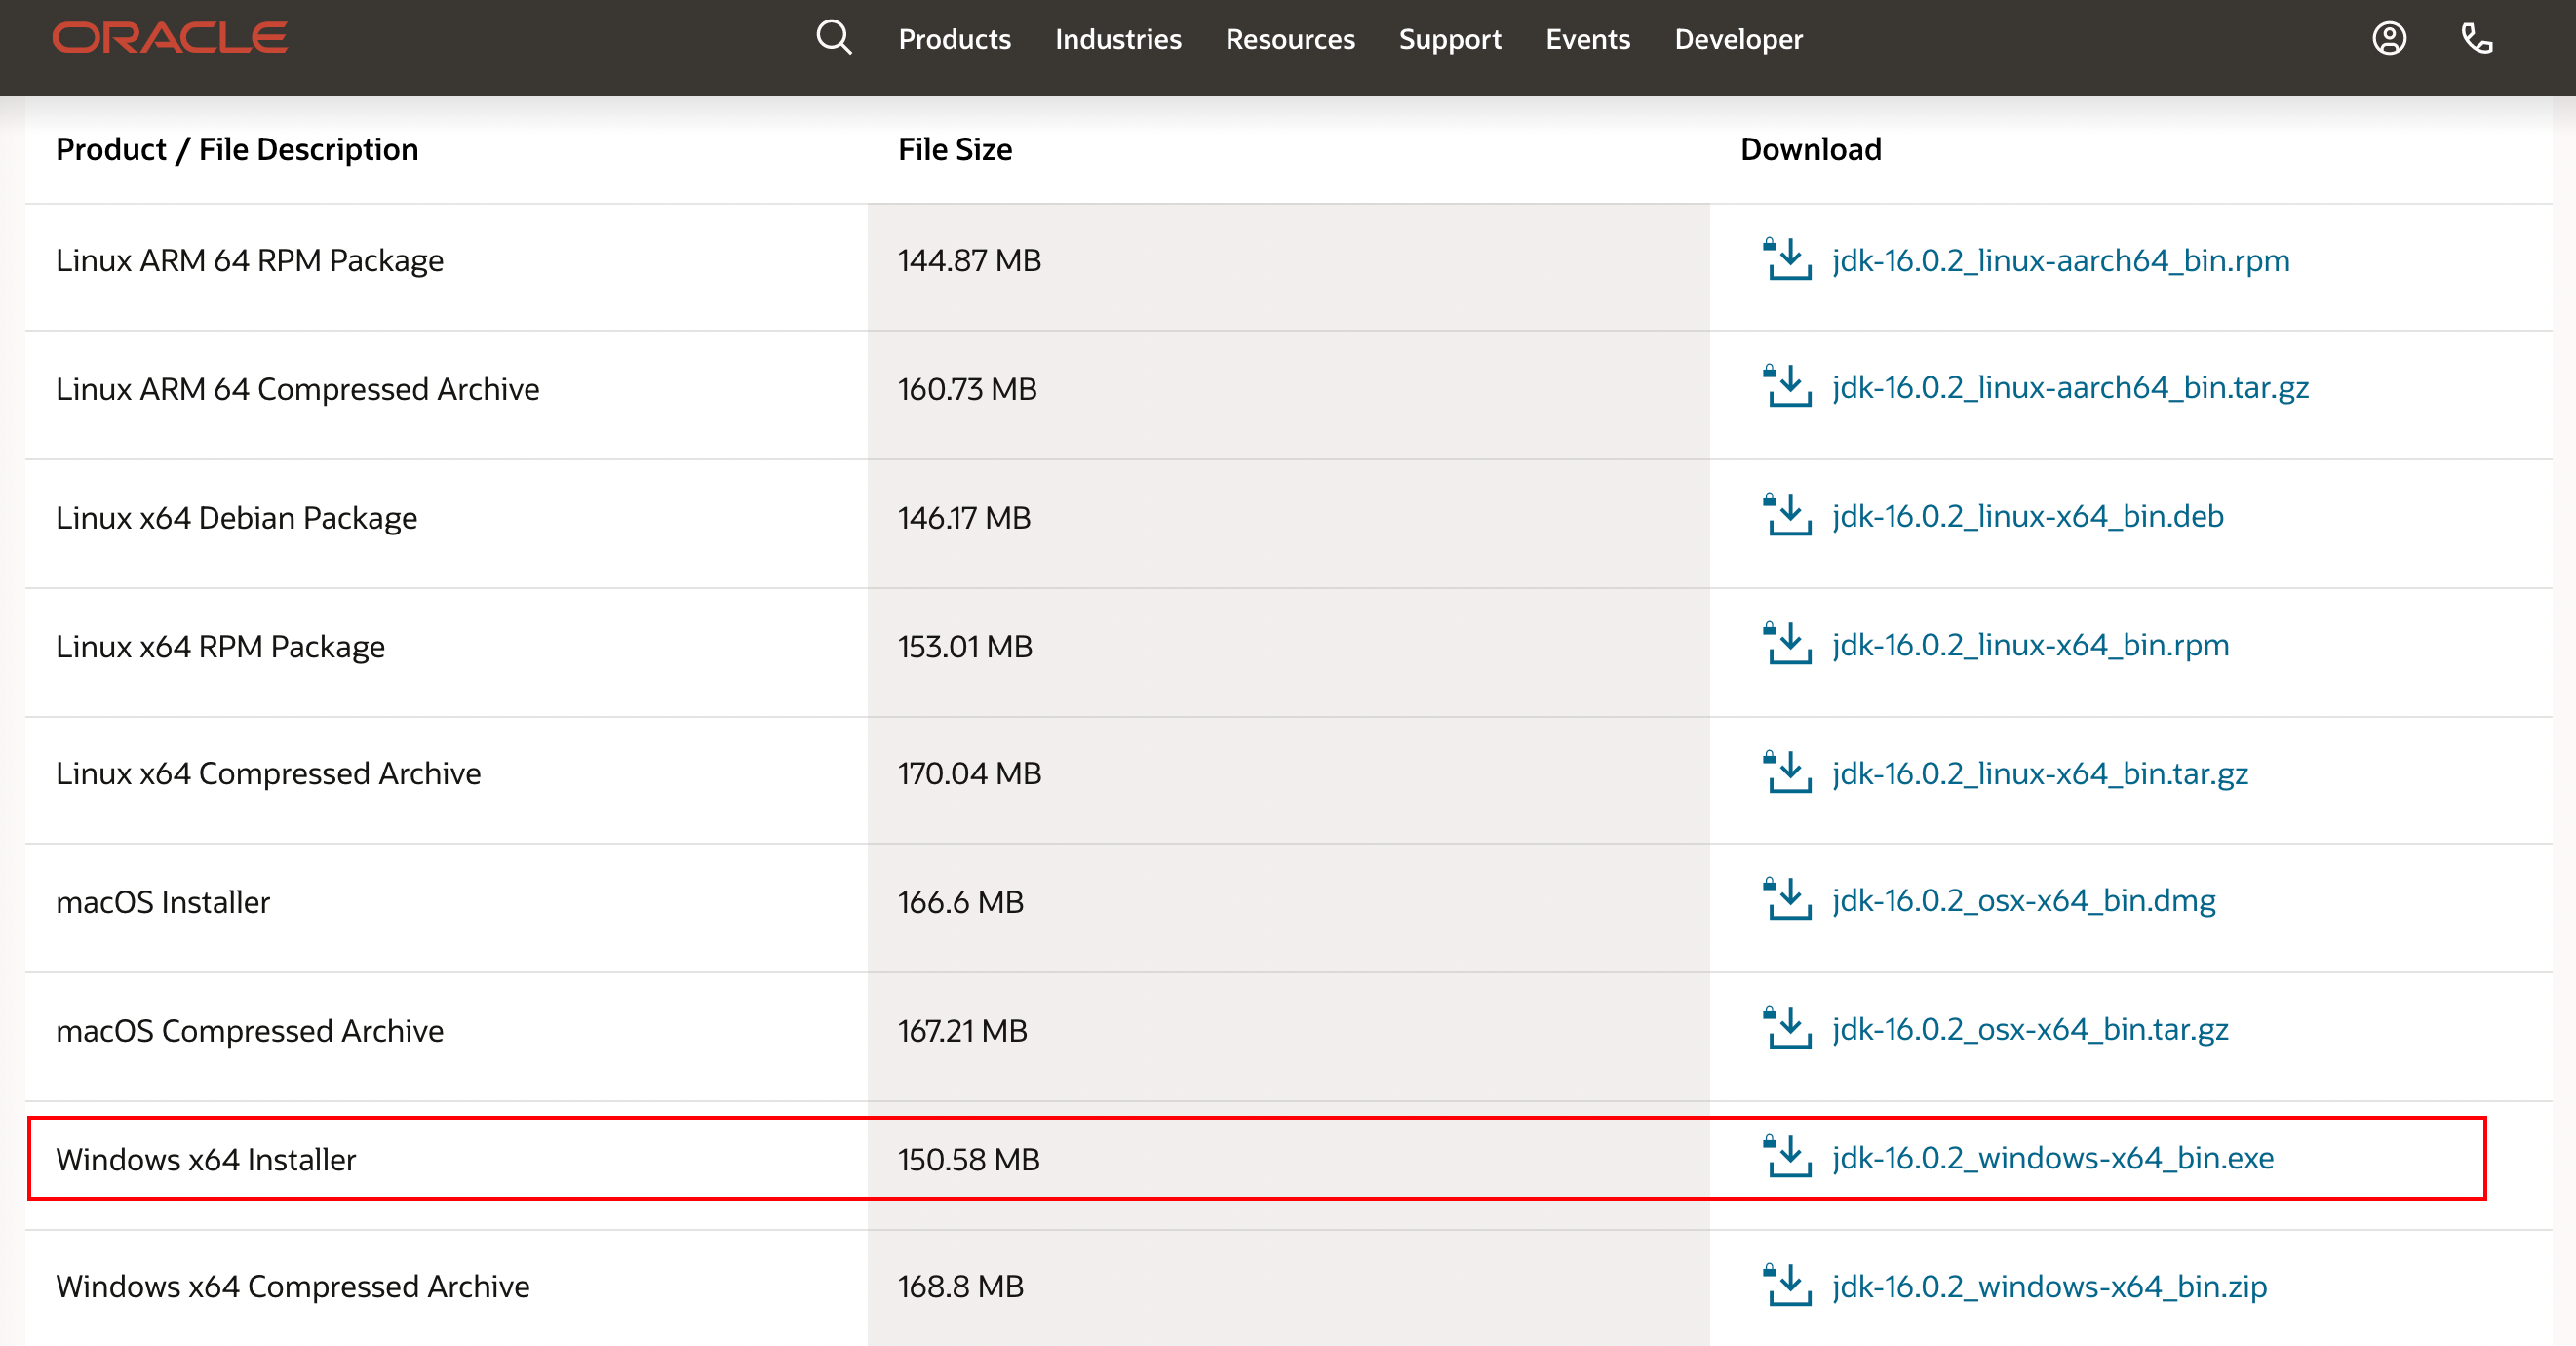 ORACLE Products Industries Resources Support Events Developer
Product / File Description File Size Download
Linux ARM 64 RPM Package 144.87 MB jdk-16.0.2_linux-aarch64_bin.rpm
Linux ARM 64 Compressed Archive 160.73 MB jdk-16.0.2_linux-aarch64_bin.tar.gz
Linux x64 Debian Package 146.17 MB jdk-16.0.2_linux-x64_bin.deb
Linux x64 RPM Package 153.01 MB jdk-16.0.2_linux-x64_bin.rpm
Linux x64 Compressed Archive 170.04 MB jdk-16.0.2_linux-x64_bin.tar.gz
macOS Installer 166.6 MB jdk-16.0.2_osx-x64_bin.dmg
macOS Compressed Archive 167.21 MB jdk-16.0.2_osx-x64_bin.tar.gz
Windows x64 Installer 150.58 MB jdk-16.0.2_windows-x64_bin.exe
Windows x64 Compressed Archive 168.8 MB jdk-16.0.2_windows-x64_bin.zip